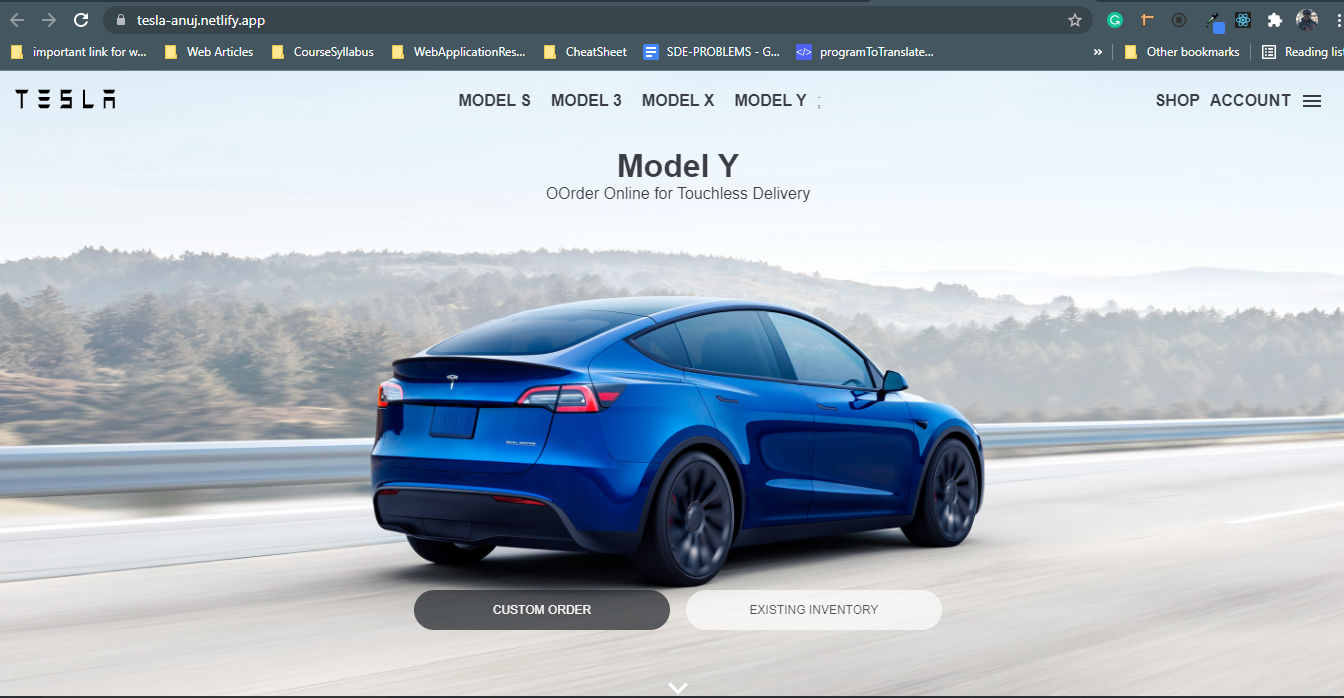 tesla-anuj.netlify.app
important link for w... Web Articles CourseSyllabus WebApplicationRes... CheatSheet SDE-PROBLEMS - G... </> programToTranslate... » Other bookmarks Reading list
TESLA MODEL S MODEL 3 MODEL X MODEL Y ; SHOP ACCOUNT
Model Y
OOrder Online for Touchless Delivery
CUSTOM ORDER EXISTING INVENTORY